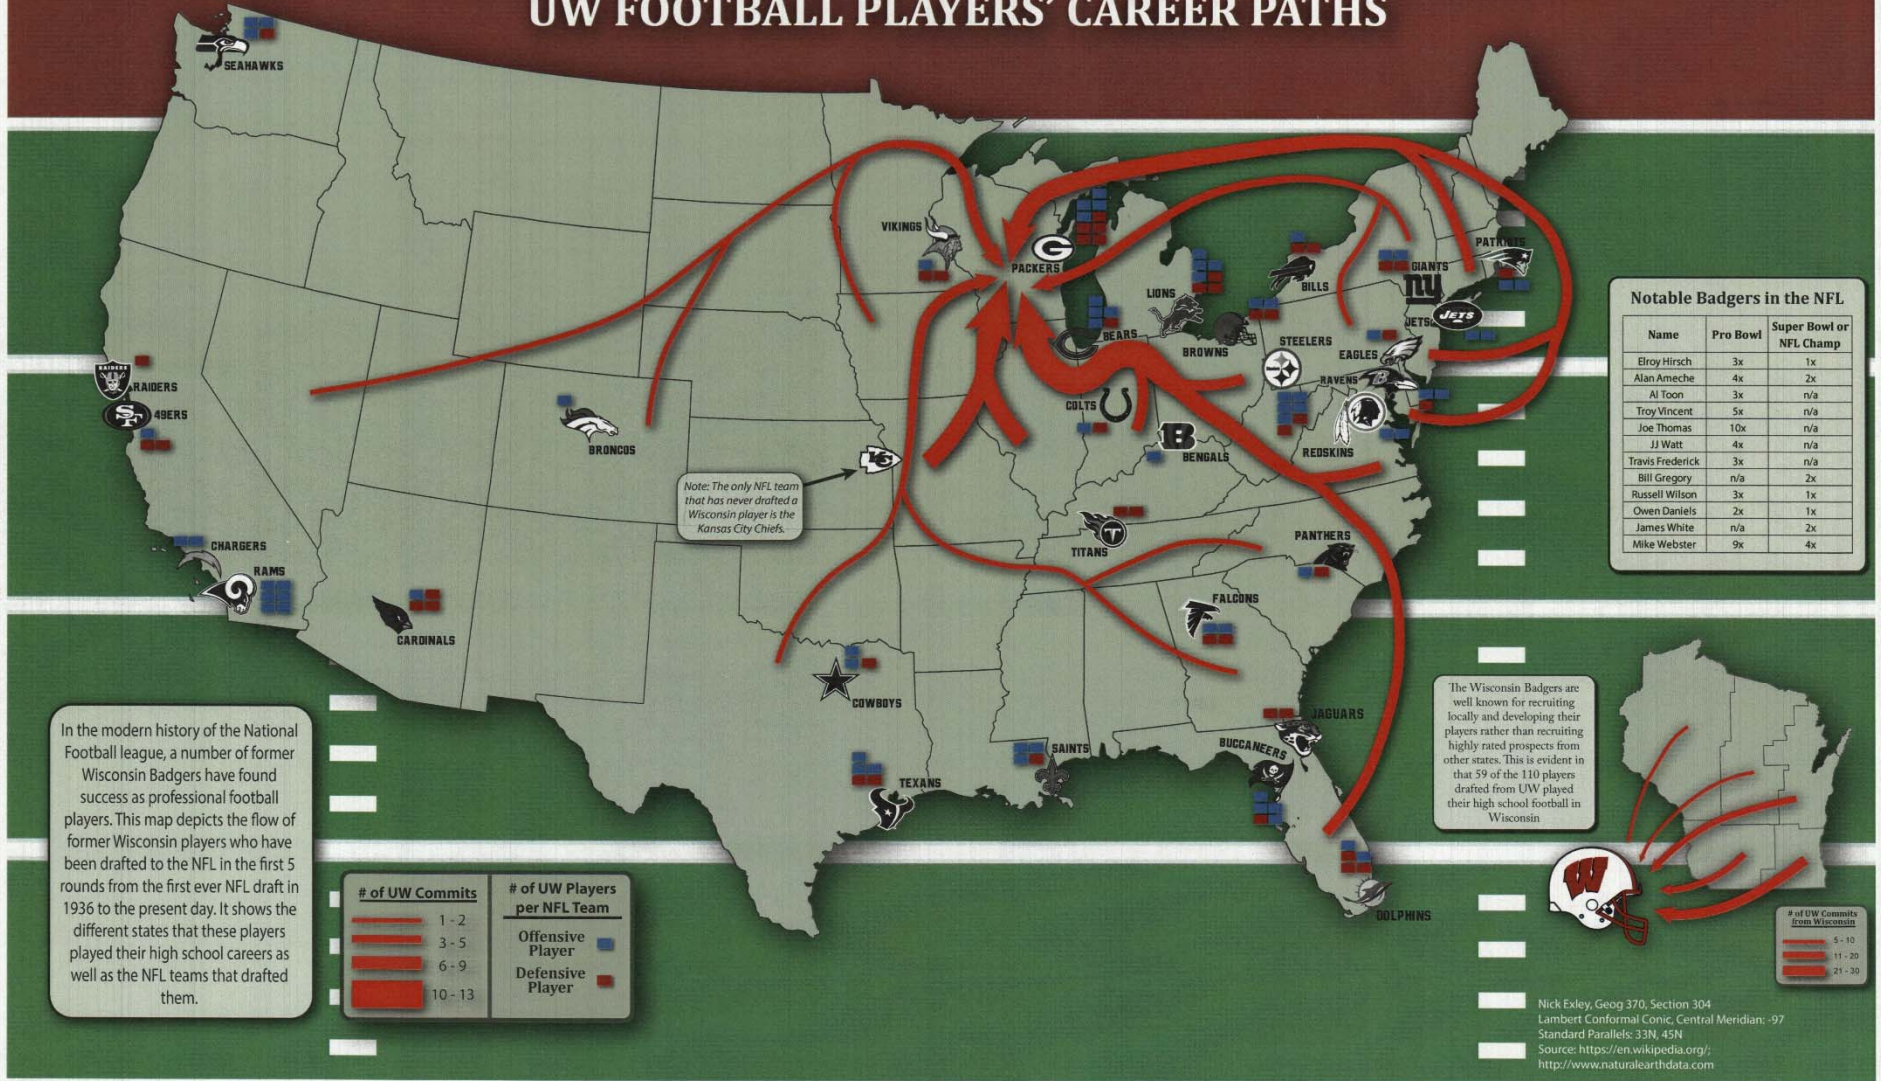 UW FOOTBALL PLAYERS' CAREER PATHS
SEAHAWKS
VIKINGS
PACKERS
LIONS
BEARS
BROWNS
BILLS
GIANTS
PATRIOTS
JETS
JETS
STEELERS
EAGLES
RAVENS
REDSKINS
COLTS
BENGALS
RAIDERS
RAIDERS
49ERS
BRONCOS
KC
Note: The only NFL team
that has never drafted a
Wisconsin player is the
Kansas City Chiefs.
TITANS
PANTHERS
CHARGERS
RAMS
CARDINALS
FALCONS
COWBOYS
TEXANS
SAINTS
JAGUARS
BUCCANEERS
DOLPHINS
Notable Badgers in the NFL
Name Pro Bowl Super Bowl or NFL Champ
Elroy Hirsch 3x 1x
Alan Ameche 4x 2x
Al Toon 3x n/a
Troy Vincent 5x n/a
Joe Thomas 10x n/a
JJ Watt 4x n/a
Travis Frederick 3x n/a
Bill Gregory n/a 2x
Russell Wilson 3x 1x
Owen Daniels 2x 1x
James White n/a 2x
Mike Webster 9x 4x
The Wisconsin Badgers are
well known for recruiting
locally and developing their
players rather than recruiting
highly rated prospects from
other states. This is evident in
that 59 of the 110 players
drafted from UW played
their high school football in
Wisconsin
In the modern history of the National
Football league, a number of former
Wisconsin Badgers have found
success as professional football
players. This map depicts the flow of
former Wisconsin players who have
been drafted to the NFL in the first 5
rounds from the first ever NFL draft in
1936 to the present day. It shows the
different states that these players
played their high school careers as
well as the NFL teams that drafted
them.
# of UW Commits
1 - 2
3 - 5
6 - 9
10 - 13
# of UW Players
per NFL Team
Offensive
Player
Defensive
Player
W
# of UW Commits
from Wisconsin
5 - 10
11 - 20
21 - 30
Nick Exley, Geog 370, Section 304
Lambert Conformal Conic, Central Meridian: -97
Standard Parallels: 33N, 45N
Source: https://en.wikipedia.org/;
http://www.naturalearthdata.com